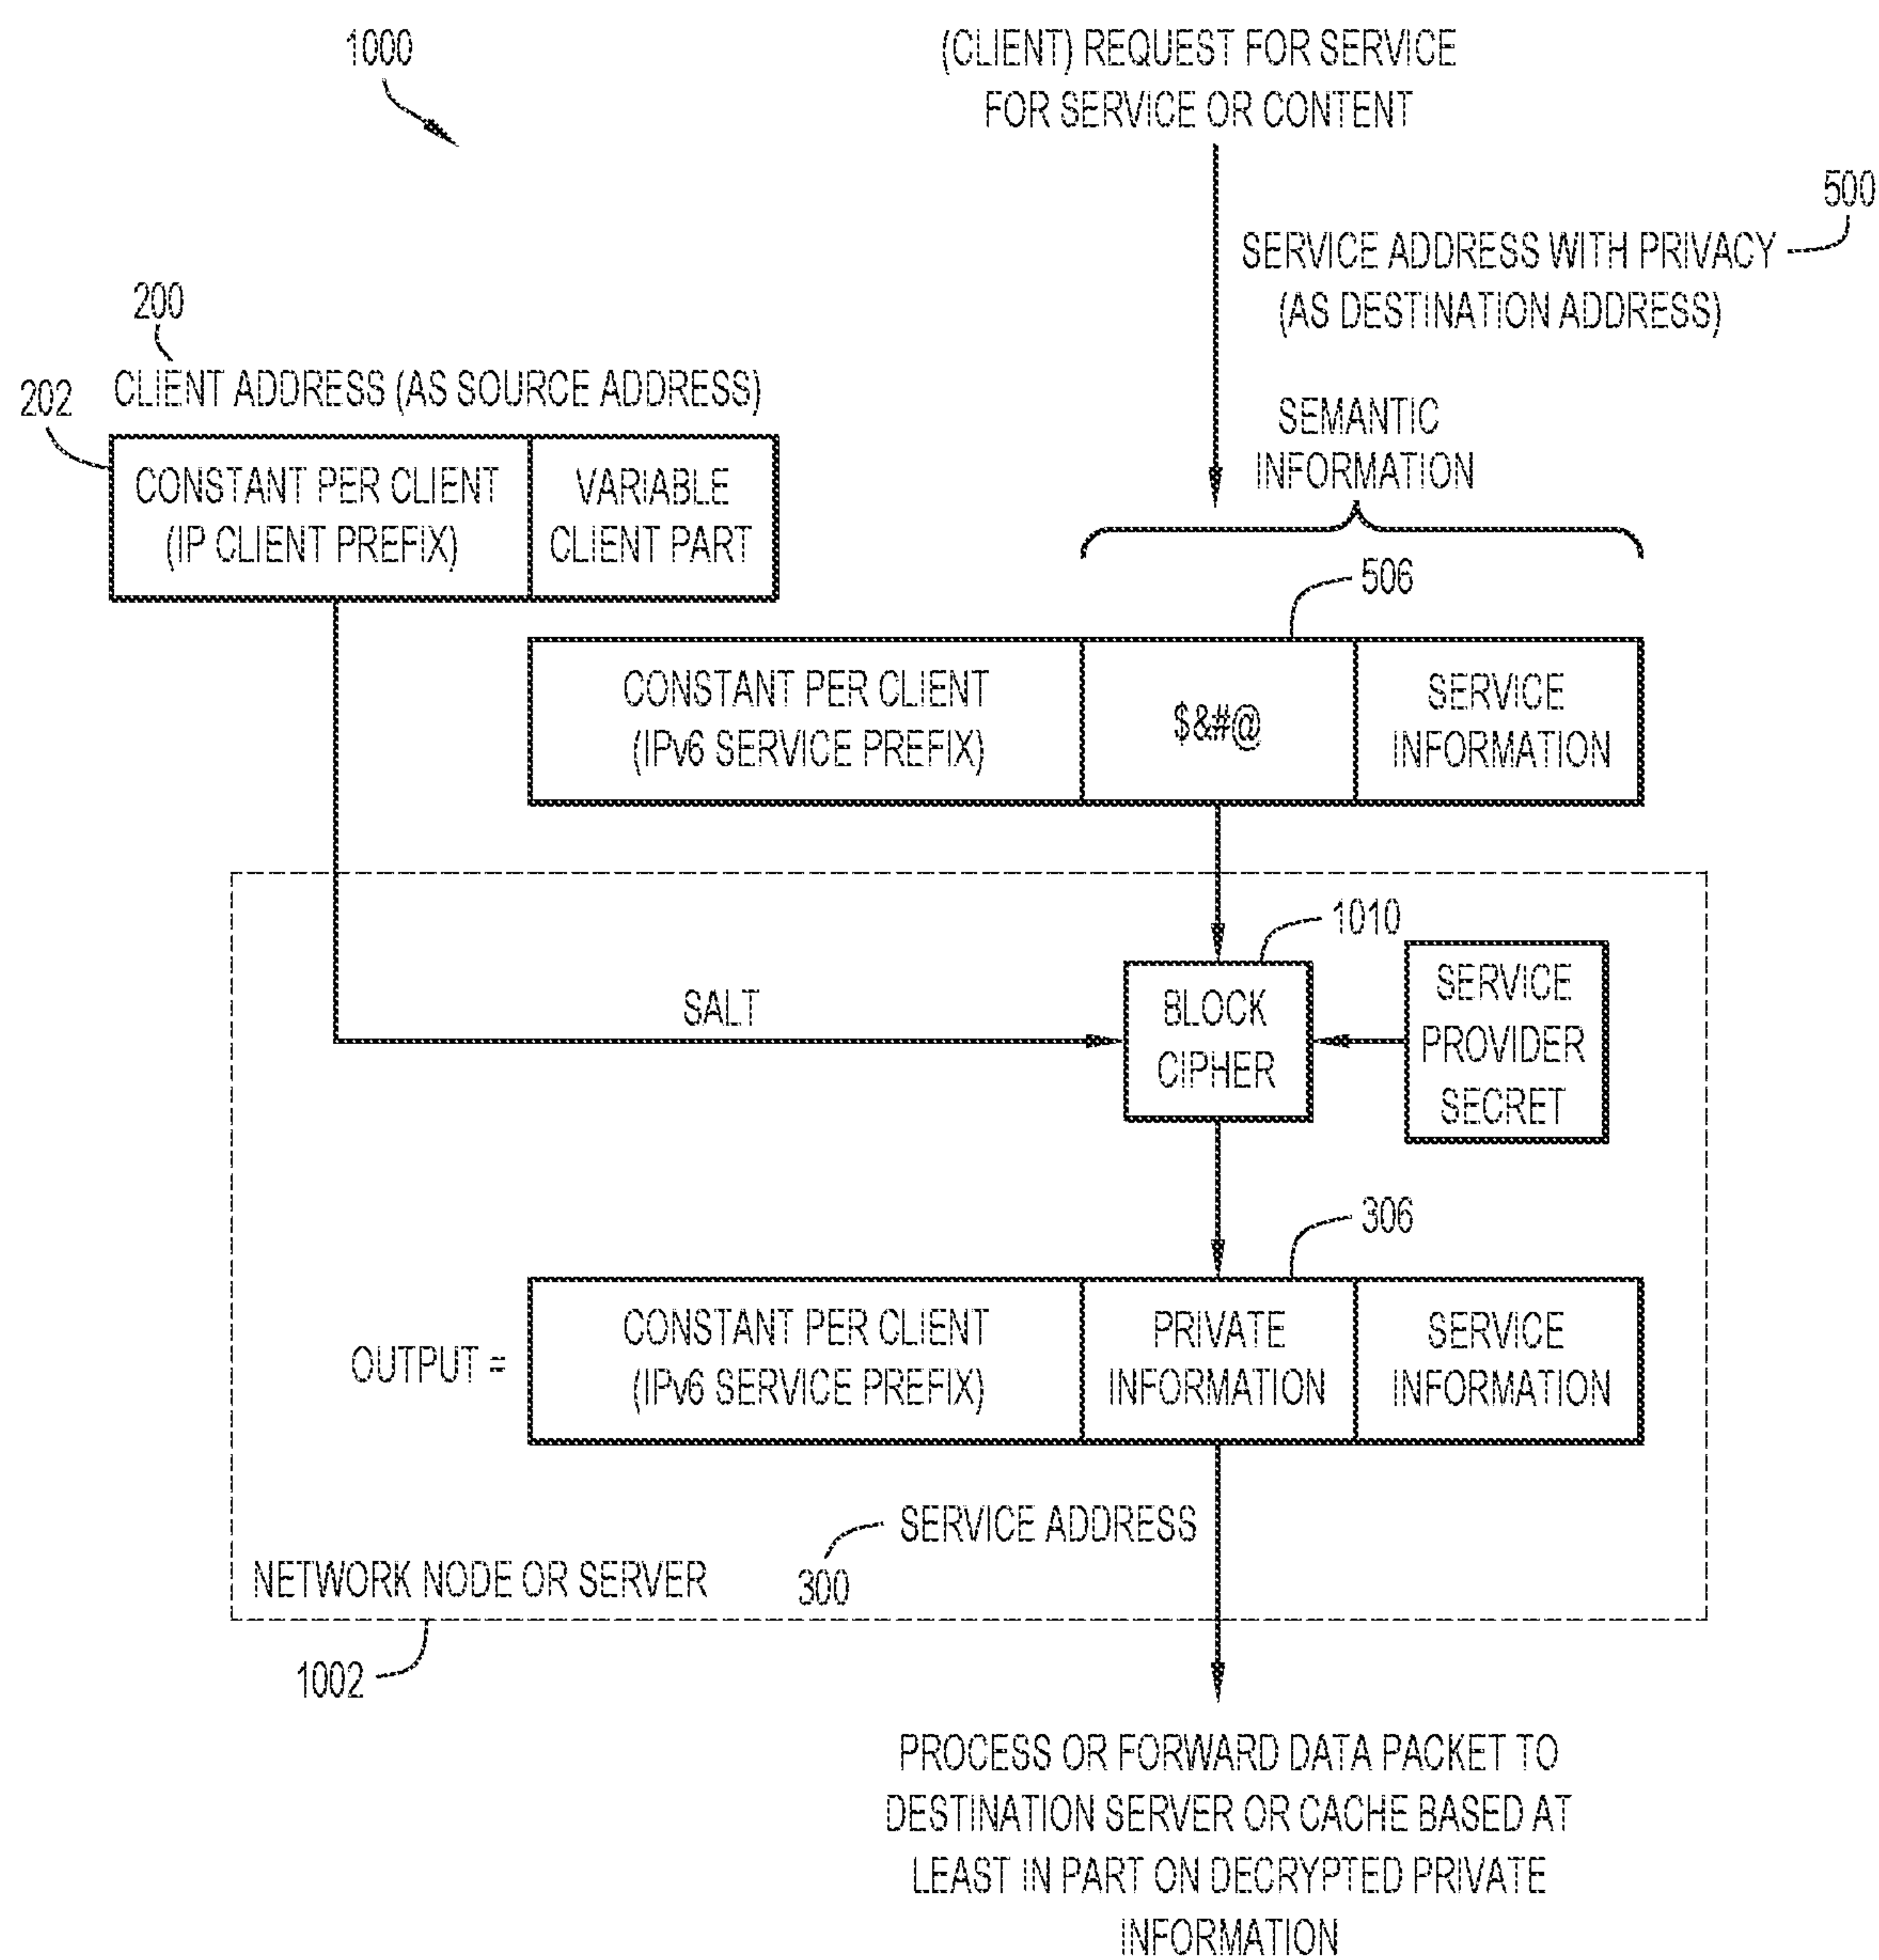 1000
(CLIENT) REQUEST FOR SERVICE
FOR SERVICE OR CONTENT
500
SERVICE ADDRESS WITH PRIVACY
(AS DESTINATION ADDRESS)
200
202
CLIENT ADDRESS (AS SOURCE ADDRESS)
CONSTANT PER CLIENT
(IP CLIENT PREFIX)
VARIABLE
CLIENT PART
SEMANTIC
INFORMATION
506
CONSTANT PER CLIENT
(IPv6 SERVICE PREFIX)
$&#@
SERVICE
INFORMATION
1010
SALT
BLOCK
CIPHER
SERVICE
PROVIDER
SECRET
306
OUTPUT =
CONSTANT PER CLIENT
(IPv6 SERVICE PREFIX)
PRIVATE
INFORMATION
SERVICE
INFORMATION
SERVICE ADDRESS
300
NETWORK NODE OR SERVER
1002
PROCESS OR FORWARD DATA PACKET TO
DESTINATION SERVER OR CACHE BASED AT
LEAST IN PART ON DECRYPTED PRIVATE
INFORMATION